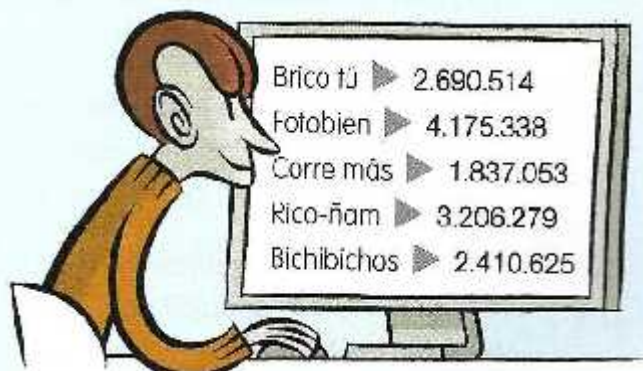 Brico tú ▶ 2.690.514
Fotobien ▶ 4.175.338
Corre más ▶ 1.837.053
Rico-ñam ▶ 3.206.279
Bichibichos ▶ 2.410.625